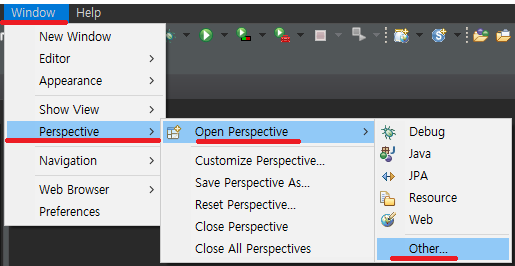 Window Help
New Window
Editor
Appearance
Show View
Perspective
Navigation
Web Browser
Preferences
Open Perspective
Customize Perspective...
Save Perspective As...
Reset Perspective...
Close Perspective
Close All Perspectives
Debug
Java
JPA
Resource
Web
Other...